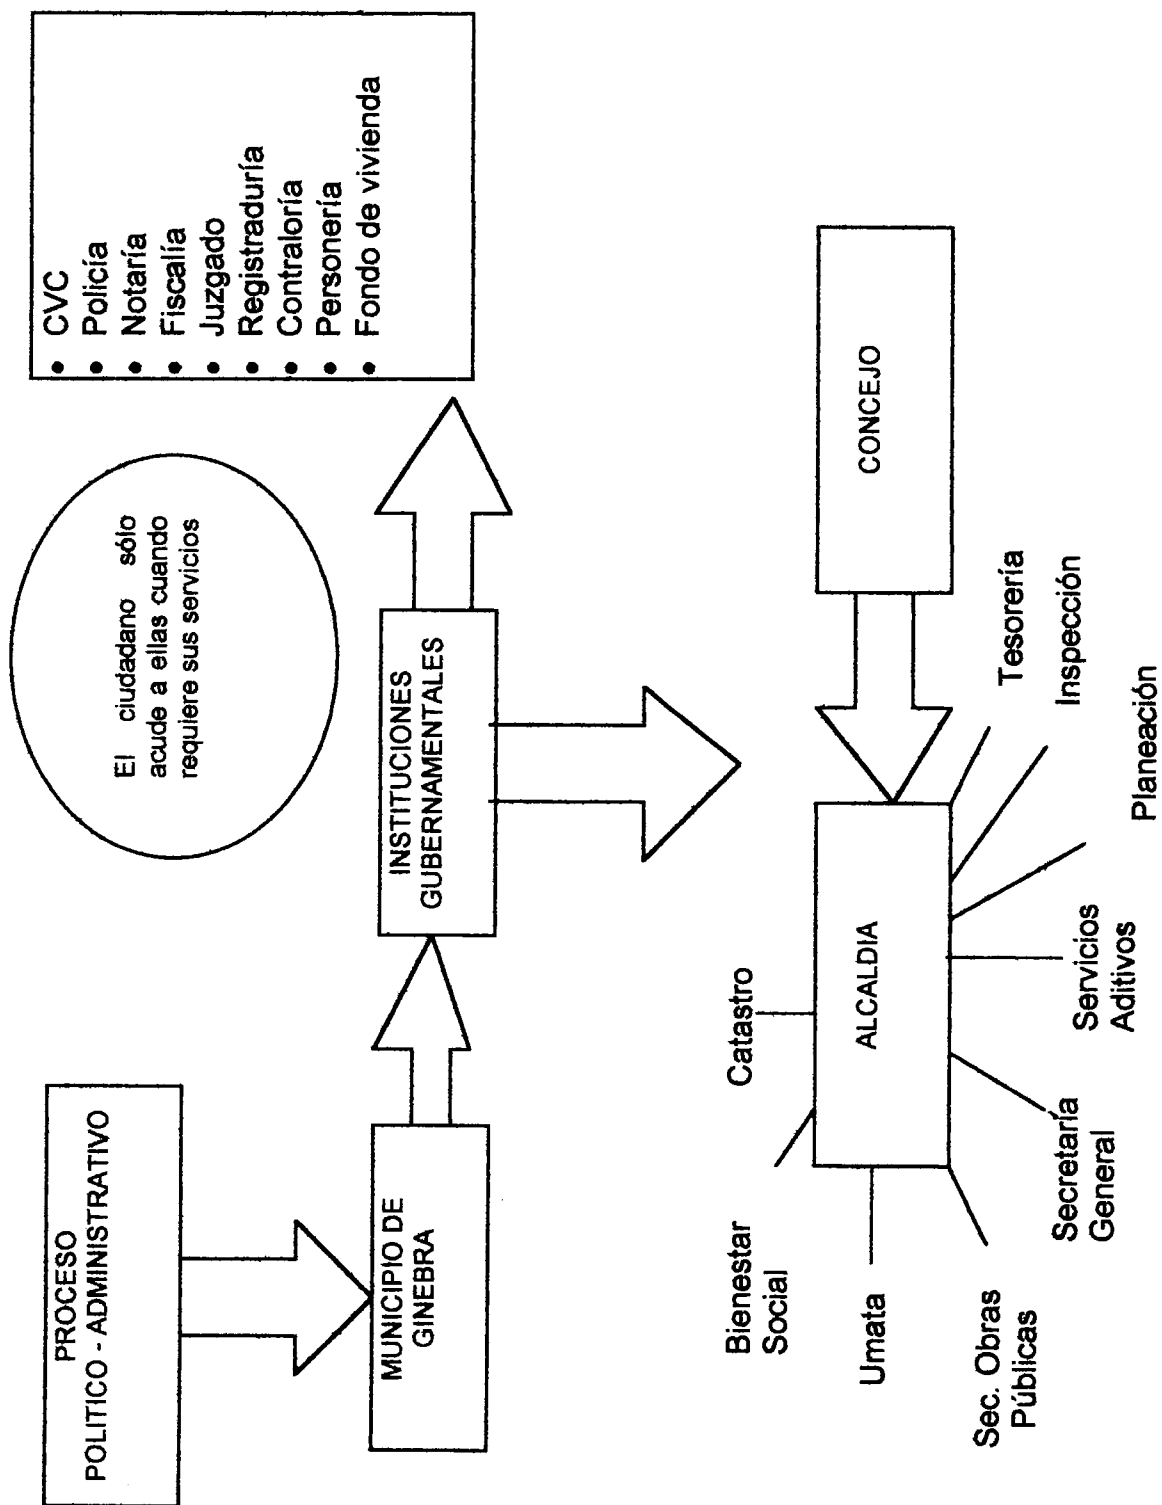 PROCESO
POLITICO - ADMINISTRATIVO
MUNICIPIO DE
GINEBRA
INSTITUCIONES
GUBERNAMENTALES
El ciudadano sólo
acude a ellas cuando
requiere sus servicios
• CVC
• Policía
• Notaría
• Fiscalía
• Juzgado
• Registraduría
• Contraloría
• Personería
• Fondo de vivienda
CONCEJO
ALCALDIA
Bienestar
Social
Catastro
Umata
Sec. Obras
Públicas
Secretaría
General
Servicios
Aditivos
Planeación
Inspección
Tesorería